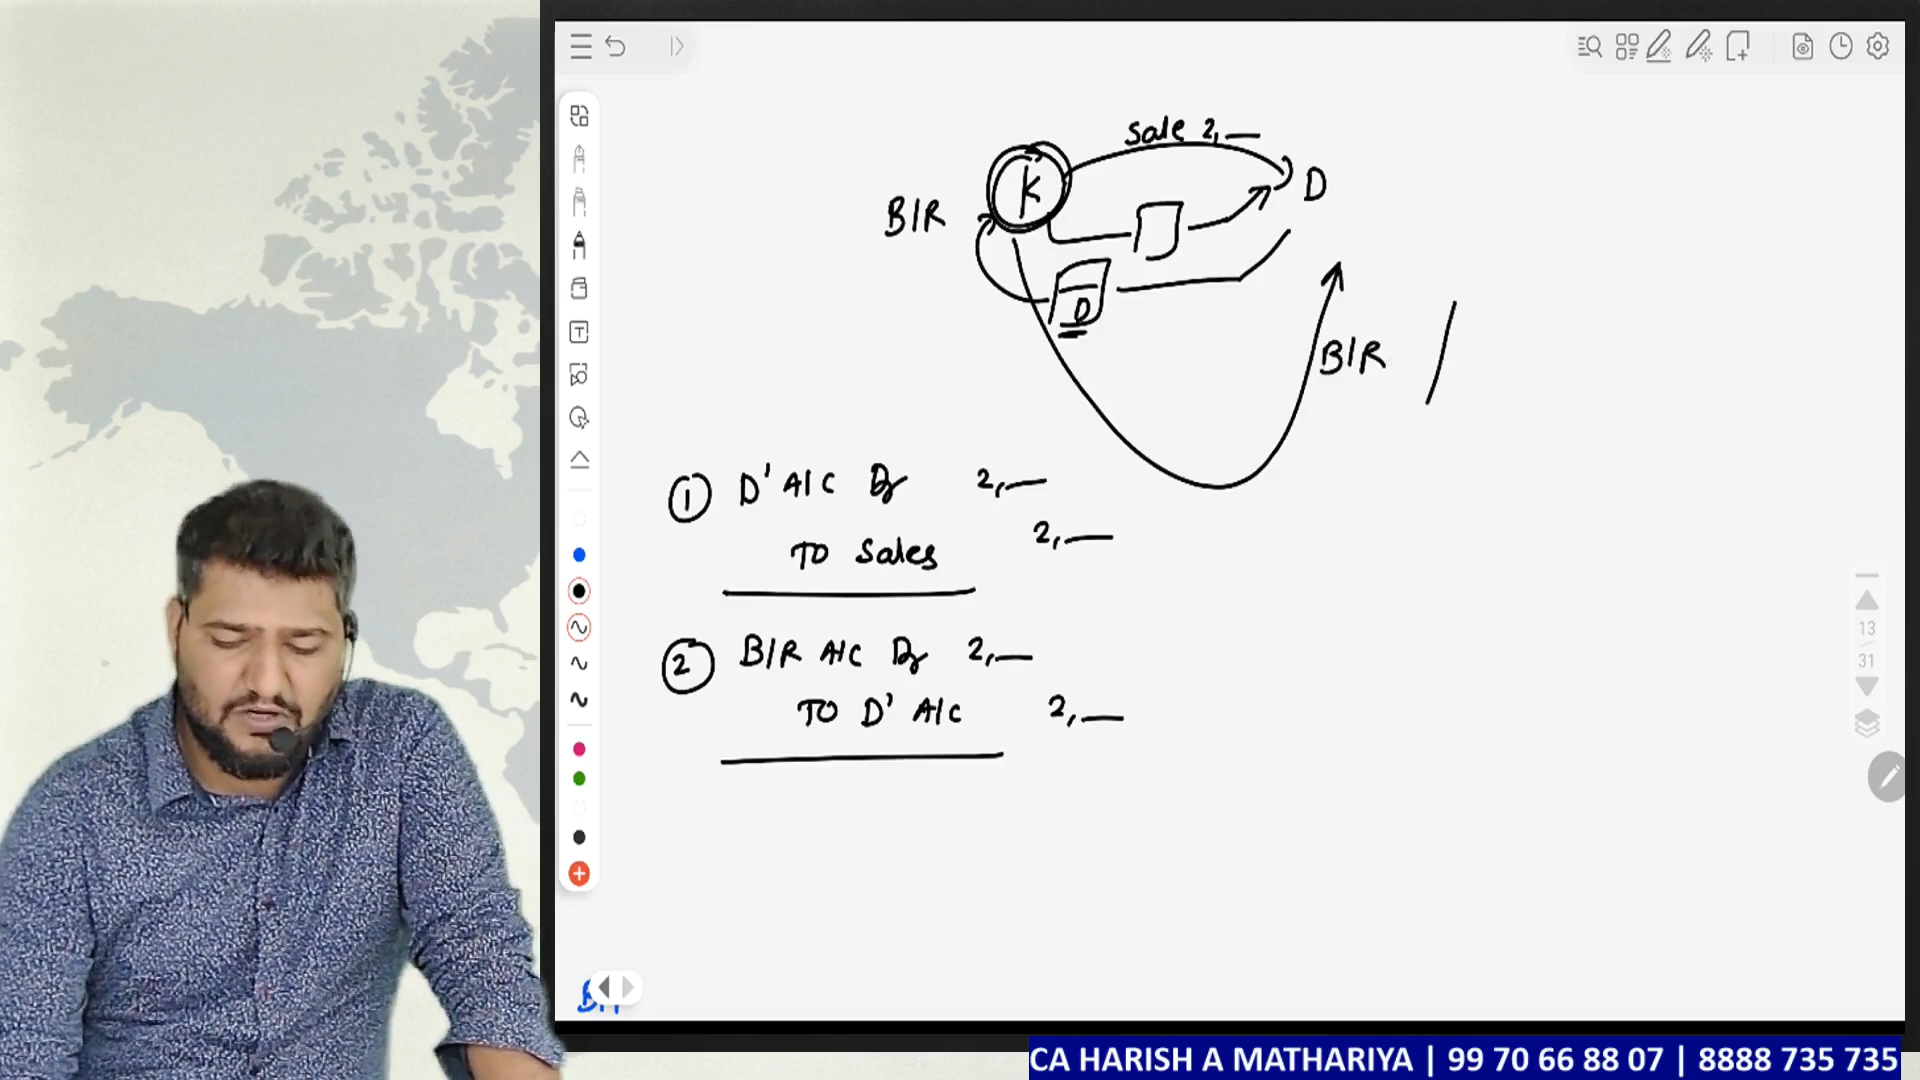 sale 2,—
K
D
B/R
D
B/R /
① D' A/C Dr 2,—
TO Sales 2,—
② B/R A/C Dr 2,—
TO D' A/C 2,—
13
31
CA HARISH A MATHARIYA | 99 70 66 88 07 | 8888 735 735